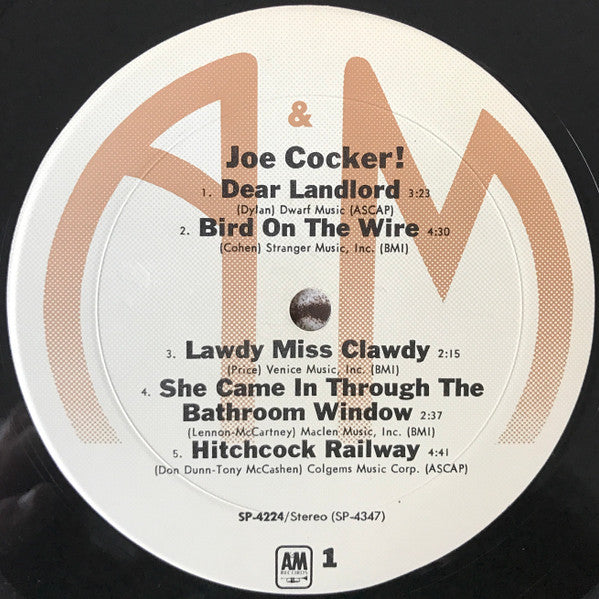 A & M
Joe Cocker!
1. Dear Landlord 3:23
(Dylan) Dwarf Music (ASCAP)
2. Bird On The Wire 4:30
(Cohen) Stranger Music, Inc. (BMI)
3. Lawdy Miss Clawdy 2:15
(Price) Venice Music, Inc. (BMI)
4. She Came In Through The
Bathroom Window 2:37
(Lennon-McCartney) Maclen Music, Inc. (BMI)
5. Hitchcock Railway 4:41
(Don Dunn-Tony McCashen) Colgems Music Corp. (ASCAP)
SP-4224/Stereo (SP-4347)
AM 1
RECORDS